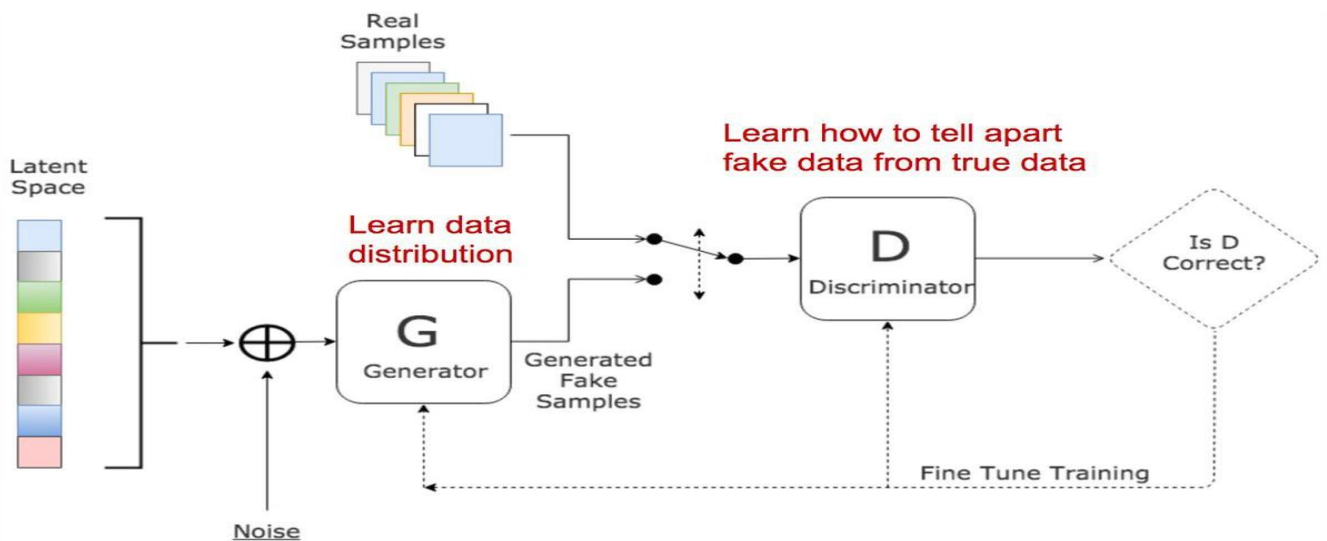 Real
Samples
Learn how to tell apart
fake data from true data
Latent
Space
Learn data
distribution
D
Discriminator
Is D
Correct?
G
Generator
Generated
Fake
Samples
Fine Tune Training
Noise